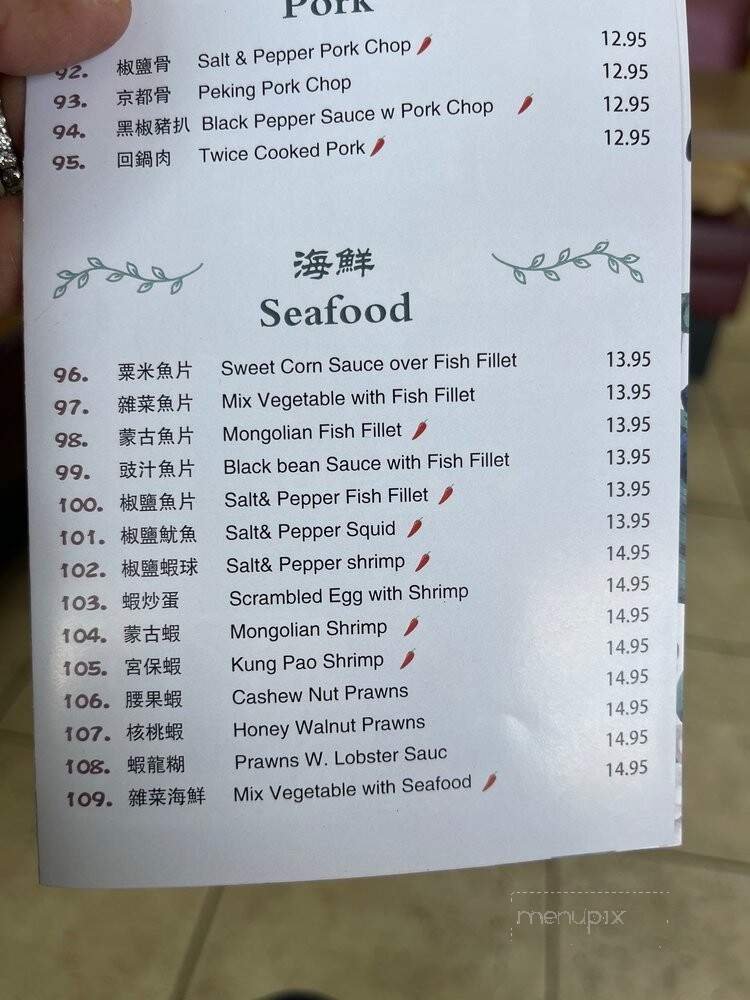 Pork
92. 椒鹽骨 Salt & Pepper Pork Chop 12.95
93. 京都骨 Peking Pork Chop 12.95
94. 黑椒豬扒 Black Pepper Sauce w Pork Chop 12.95
95. 回鍋肉 Twice Cooked Pork 12.95
海鮮
Seafood
96. 粟米魚片 Sweet Corn Sauce over Fish Fillet 13.95
97. 雜菜魚片 Mix Vegetable with Fish Fillet 13.95
98. 蒙古魚片 Mongolian Fish Fillet 13.95
99. 豉汁魚片 Black bean Sauce with Fish Fillet 13.95
100. 椒鹽魚片 Salt& Pepper Fish Fillet 13.95
101. 椒鹽魷魚 Salt& Pepper Squid 13.95
102. 椒鹽蝦球 Salt& Pepper shrimp 14.95
103. 蝦炒蛋 Scrambled Egg with Shrimp 14.95
104. 蒙古蝦 Mongolian Shrimp 14.95
105. 宮保蝦 Kung Pao Shrimp 14.95
106. 腰果蝦 Cashew Nut Prawns 14.95
107. 核桃蝦 Honey Walnut Prawns 14.95
108. 蝦龍糊 Prawns W. Lobster Sauc 14.95
109. 雜菜海鮮 Mix Vegetable with Seafood 14.95
menupix